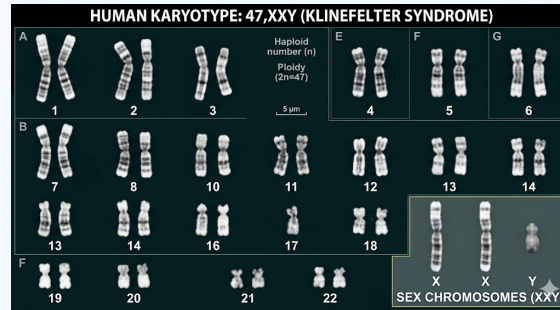 HUMAN KARYOTYPE: 47,XXY (KLINEFELTER SYNDROME)
A
Haploid number (n)
Ploidy (2n=47)
5 µm
E
F
G
1 2 3 4 5 6
B
7 8 10 11 12 13 14
13 14 16 17 18
X X Y
SEX CHROMOSOMES (XXY
F
19 20 21 22